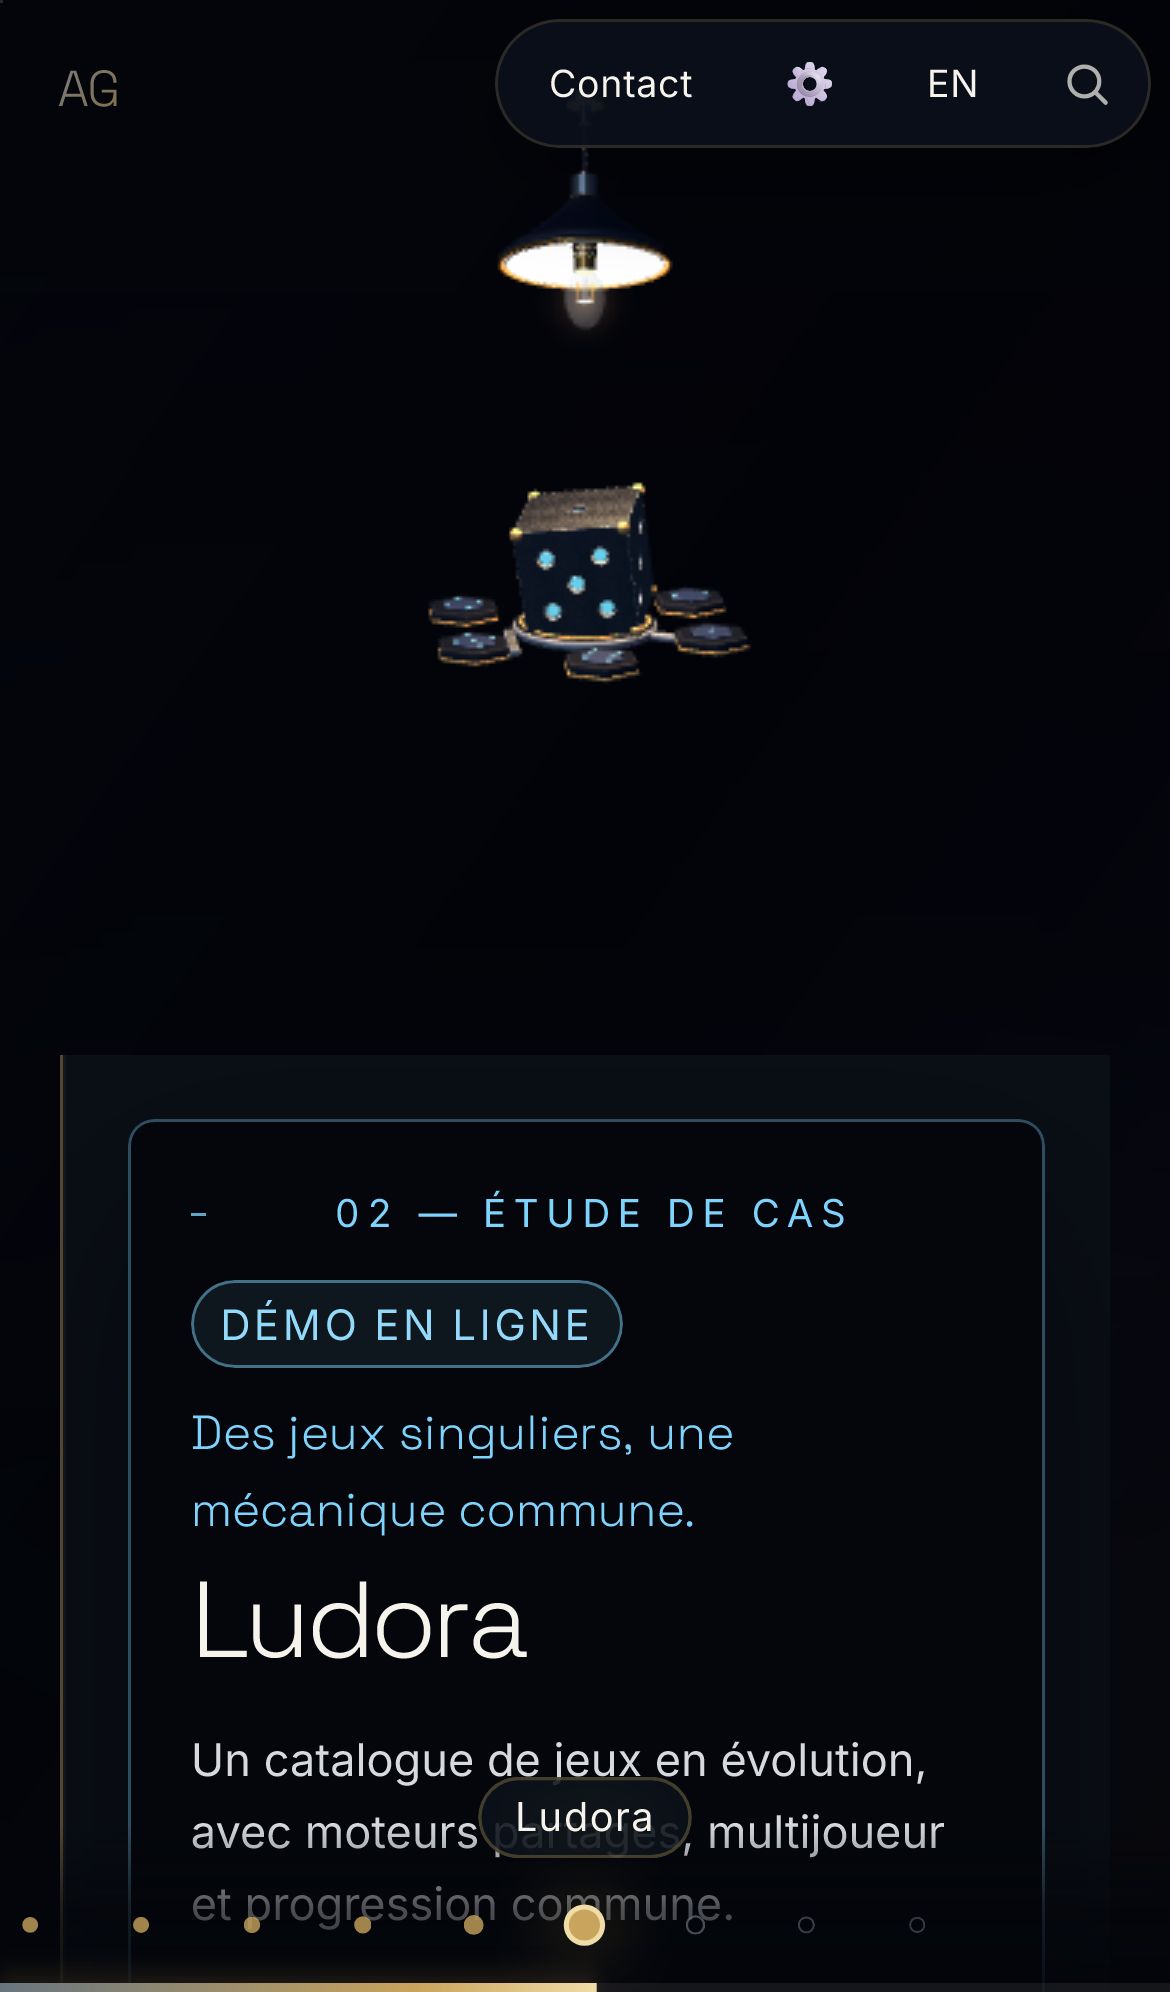 AG
Contact
EN
– 02 — ÉTUDE DE CAS
DÉMO EN LIGNE
Des jeux singuliers, une
mécanique commune.
Ludora
Un catalogue de jeux en évolution,
avec moteurs partagés, multijoueur
Ludora
et progression commune.